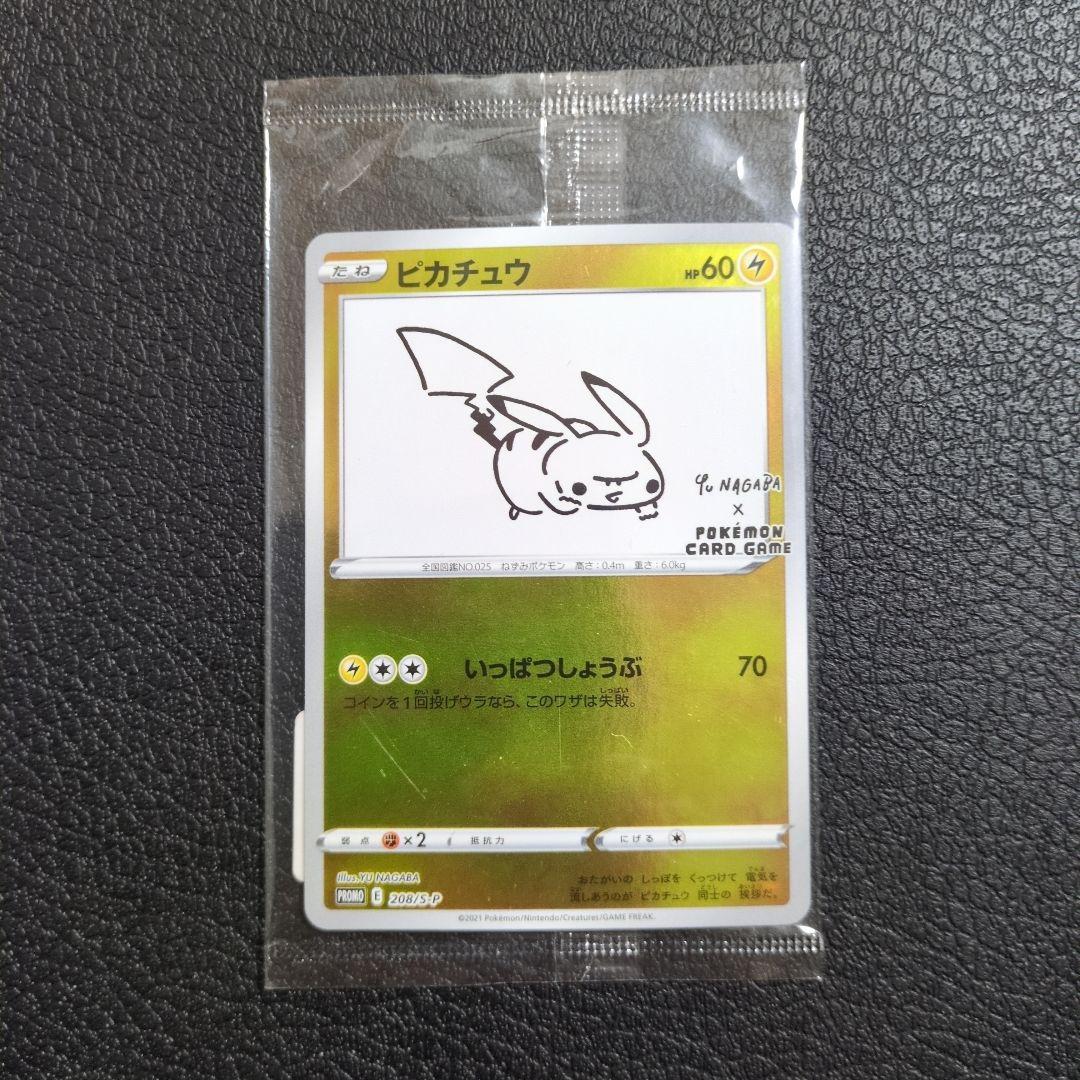 たね ピカチュウ HP60
Yu NAGABA
×
POKÉMON
CARD GAME
全国図鑑NO.025 ねずみポケモン 高さ:0.4m 重さ:6.0kg
いっぱつしょうぶ 70
コインを1回投げウラなら、このワザは失敗。
弱点 ×2 抵抗力 にげる
illus.YU NAGABA
おたがいの しっぽを くっつけて 電気を
流しあうのが ピカチュウ 同士の 挨拶だ。
PROMO E 208/S-P
©2021 Pokémon/Nintendo/Creatures/GAME FREAK.